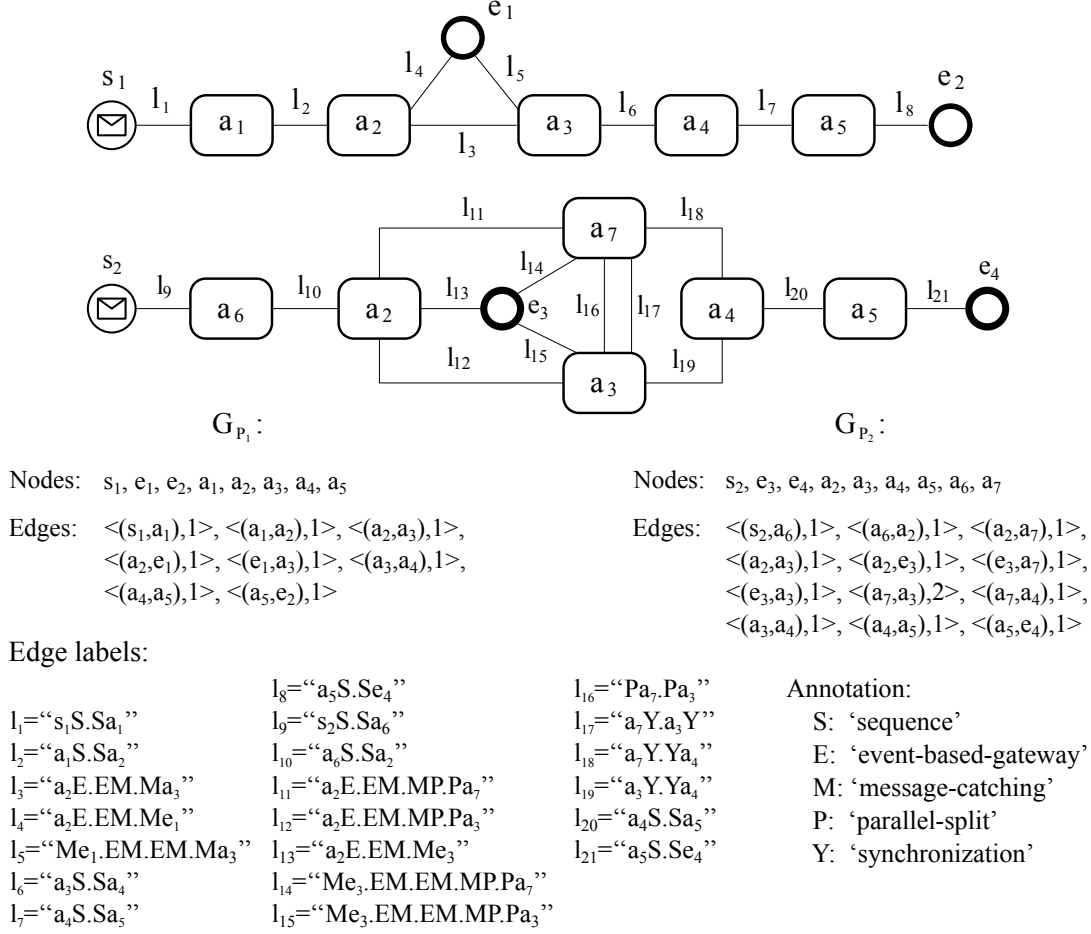 e₁
s₁ l₁ a₁ l₂ a₂ l₄ l₅ l₃ a₃ l₆ a₄ l₇ a₅ l₈ e₂
l₁₁ a₇ l₁₈
s₂ l₉ a₆ l₁₀ a₂ l₁₃ l₁₄ e₃ l₁₆ l₁₇ a₄ l₂₀ a₅ l₂₁ e₄
l₁₂ l₁₅ a₃ l₁₉
G_P₁: G_P₂:
Nodes: s₁, e₁, e₂, a₁, a₂, a₃, a₄, a₅
Edges: <(s₁,a₁),1>, <(a₁,a₂),1>, <(a₂,a₃),1>,
<(a₂,e₁),1>, <(e₁,a₃),1>, <(a₃,a₄),1>,
<(a₄,a₅),1>, <(a₅,e₂),1>
Nodes: s₂, e₃, e₄, a₂, a₃, a₄, a₅, a₆, a₇
Edges: <(s₂,a₆),1>, <(a₆,a₂),1>, <(a₂,a₇),1>,
<(a₂,a₃),1>, <(a₂,e₃),1>, <(e₃,a₇),1>,
<(e₃,a₃),1>, <(a₇,a₃),2>, <(a₇,a₄),1>,
<(a₃,a₄),1>, <(a₄,a₅),1>, <(a₅,e₄),1>
Edge labels:
l₁=“s₁S.Sa₁”
l₂=“a₁S.Sa₂”
l₃=“a₂E.EM.Ma₃”
l₄=“a₂E.EM.Me₁”
l₅=“Me₁.EM.EM.Ma₃”
l₆=“a₃S.Sa₄”
l₇=“a₄S.Sa₅”
l₈=“a₅S.Se₄”
l₉=“s₂S.Sa₆”
l₁₀=“a₆S.Sa₂”
l₁₁=“a₂E.EM.MP.Pa₇”
l₁₂=“a₂E.EM.MP.Pa₃”
l₁₃=“a₂E.EM.Me₃”
l₁₄=“Me₃.EM.EM.MP.Pa₇”
l₁₅=“Me₃.EM.EM.MP.Pa₃”
l₁₆=“Pa₇.Pa₃”
l₁₇=“a₇Y.a₃Y”
l₁₈=“a₇Y.Ya₄”
l₁₉=“a₃Y.Ya₄”
l₂₀=“a₄S.Sa₅”
l₂₁=“a₅S.Se₄”
Annotation:
S: ‘sequence’
E: ‘event-based-gateway’
M: ‘message-catching’
P: ‘parallel-split’
Y: ‘synchronization’